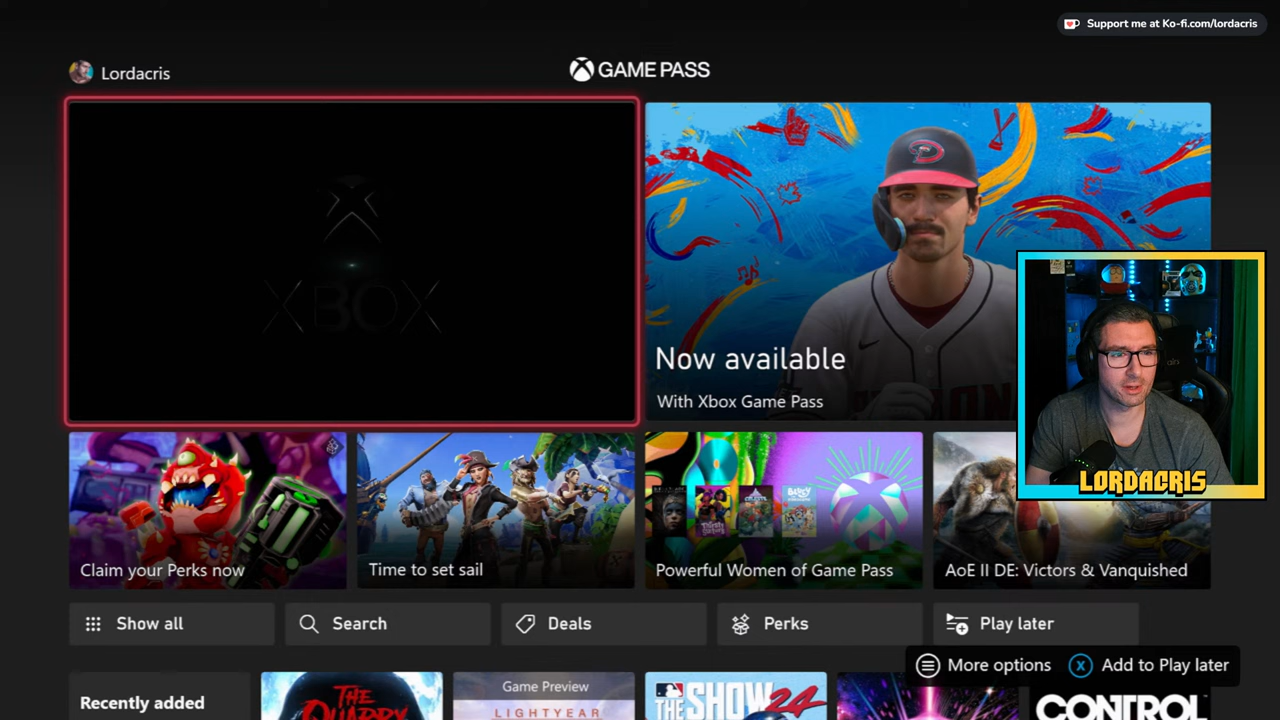 Support me at Ko-fi.com/lordacris
Lordacris
GAME PASS
XBOX
Now available
With Xbox Game Pass
LORDACRIS
Claim your Perks now
Time to set sail
Powerful Women of Game Pass
AoE II DE: Victors & Vanquished
Show all
Search
Deals
Perks
Play later
More options
X
Add to Play later
Recently added
THE
QUARRY
Game Preview
LIGHTYEAR
MLB
THE SHOW 24
CONTROL